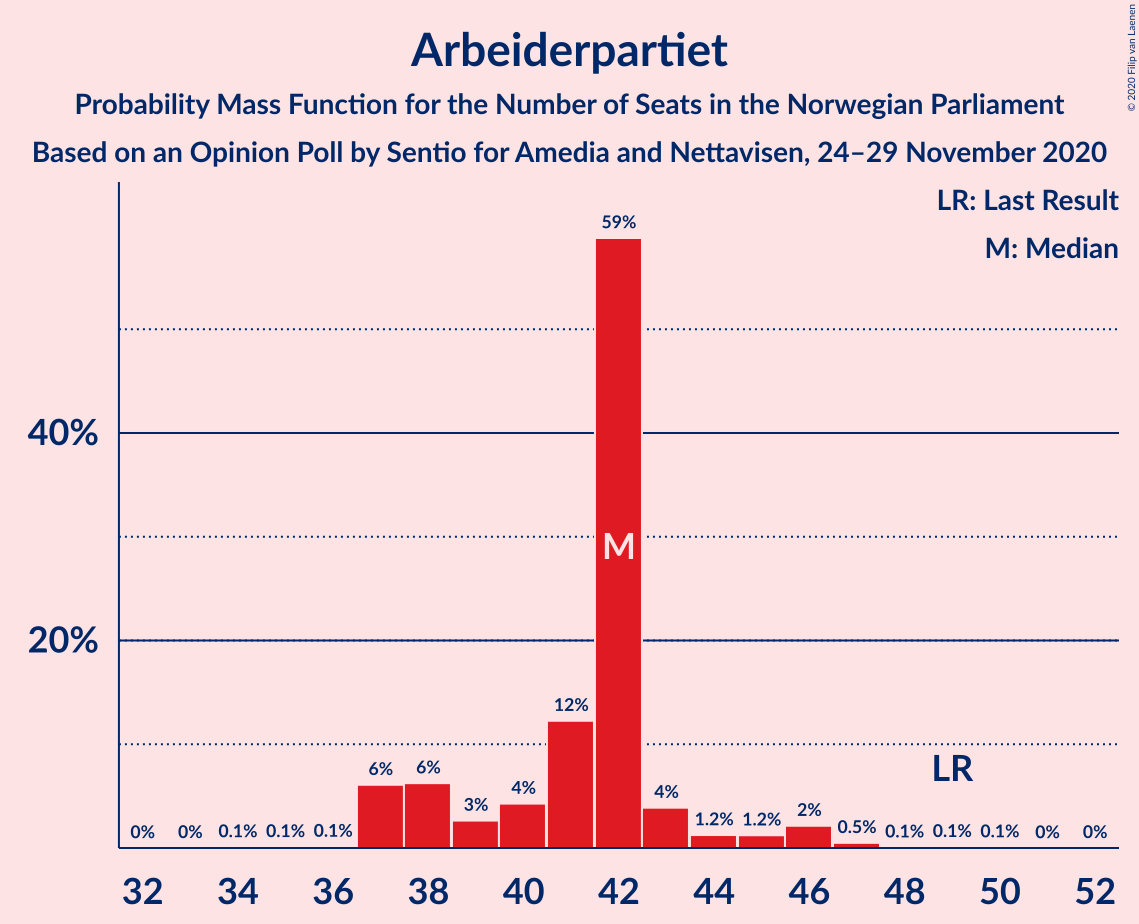 Arbeiderpartiet
Probability Mass Function for the Number of Seats in the Norwegian Parliament
Based on an Opinion Poll by Sentio for Amedia and Nettavisen, 24–29 November 2020
© 2020 Filip van Laenen
LR: Last Result
M: Median
59%
40%
M
20%
12%
LR
6% 6% 3% 4% 4% 1.2% 1.2% 2% 0.5%
0% 0% 0.1% 0.1% 0.1% 0.1% 0.1% 0.1% 0% 0%
32 34 36 38 40 42 44 46 48 50 52